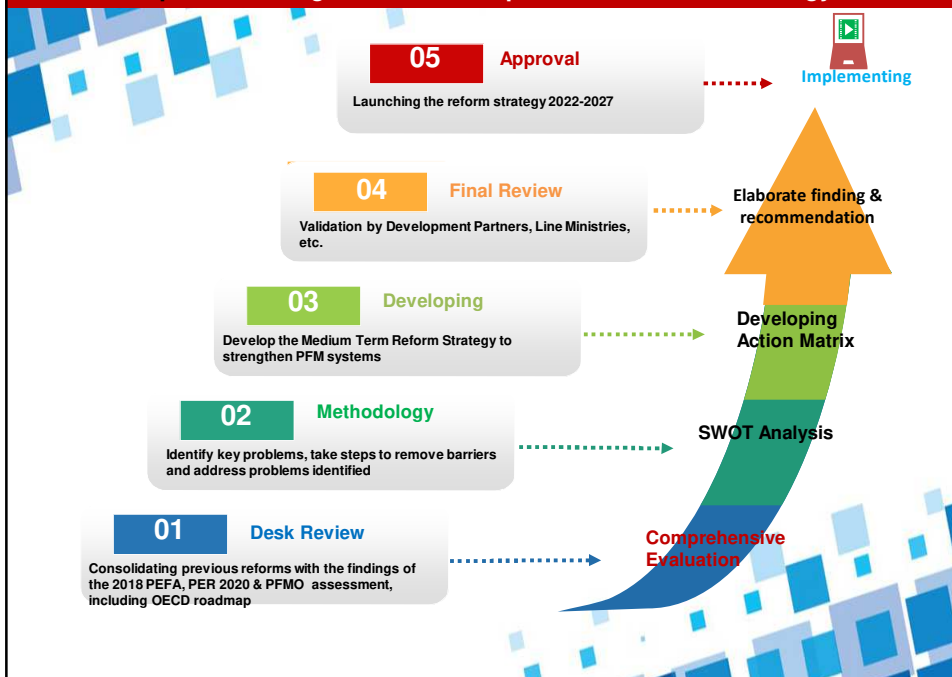 05
Approval
Launching the reform strategy 2022-2027
Implementing
04
Final Review
Validation by Development Partners, Line Ministries,
etc.
Elaborate finding &
recommendation
03
Developing
Develop the Medium Term Reform Strategy to
strengthen PFM systems
Developing
Action Matrix
02
Methodology
Identify key problems, take steps to remove barriers
and address problems identified
SWOT Analysis
01
Desk Review
Consolidating previous reforms with the findings of
the 2018 PEFA, PER 2020 & PFMO assessment,
including OECD roadmap
Comprehensive
Evaluation